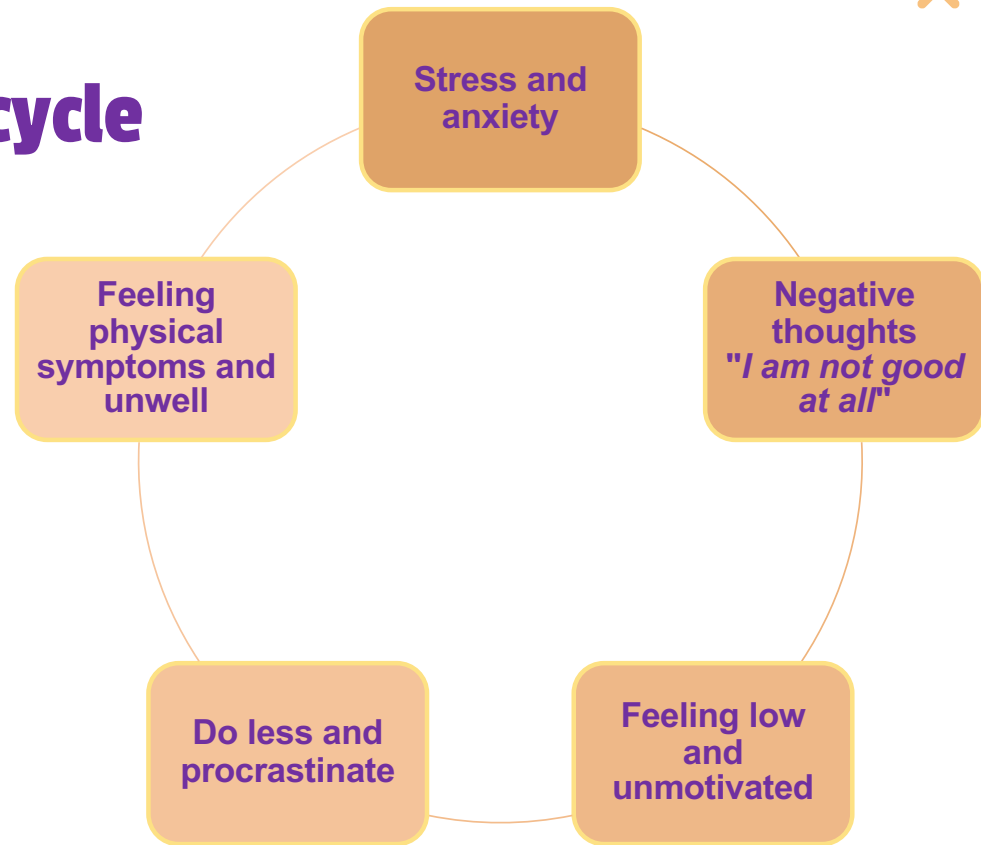 cycle
Stress and
anxiety
Negative
thoughts
"I am not good
at all"
Feeling low
and
unmotivated
Do less and
procrastinate
Feeling
physical
symptoms and
unwell